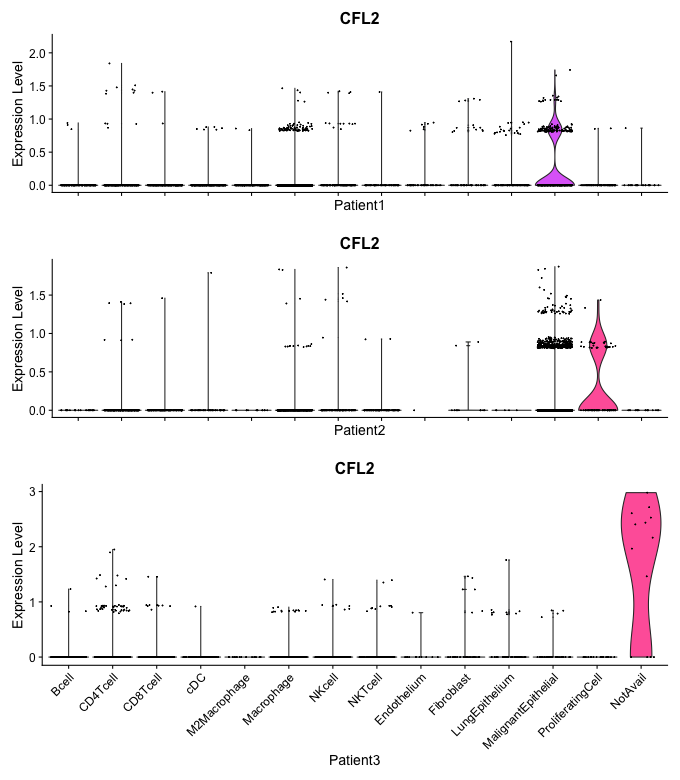 CFL2
Expression Level
2.0
1.5
1.0
0.5
0.0
Patient1
CFL2
Expression Level
1.5
1.0
0.5
0.0
Patient2
CFL2
Expression Level
3
2
1
0
Bcell
CD4Tcell
CD8Tcell
cDC
M2Macrophage
Macrophage
NKcell
NKTcell
Endothelium
Fibroblast
LungEpithelium
MalignantEpithelial
ProliferatingCell
NotAvail
Patient3